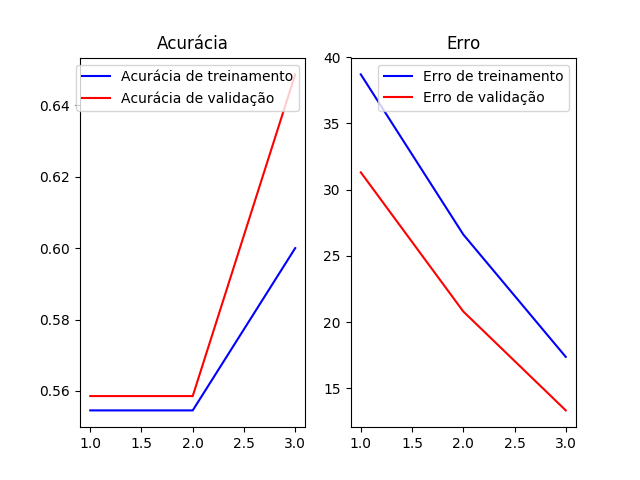 Acurácia
Acurácia de treinamento
Acurácia de validação
0.64
0.62
0.60
0.58
0.56
1.0 1.5 2.0 2.5 3.0
Erro
Erro de treinamento
Erro de validação
40
35
30
25
20
15
1.0 1.5 2.0 2.5 3.0